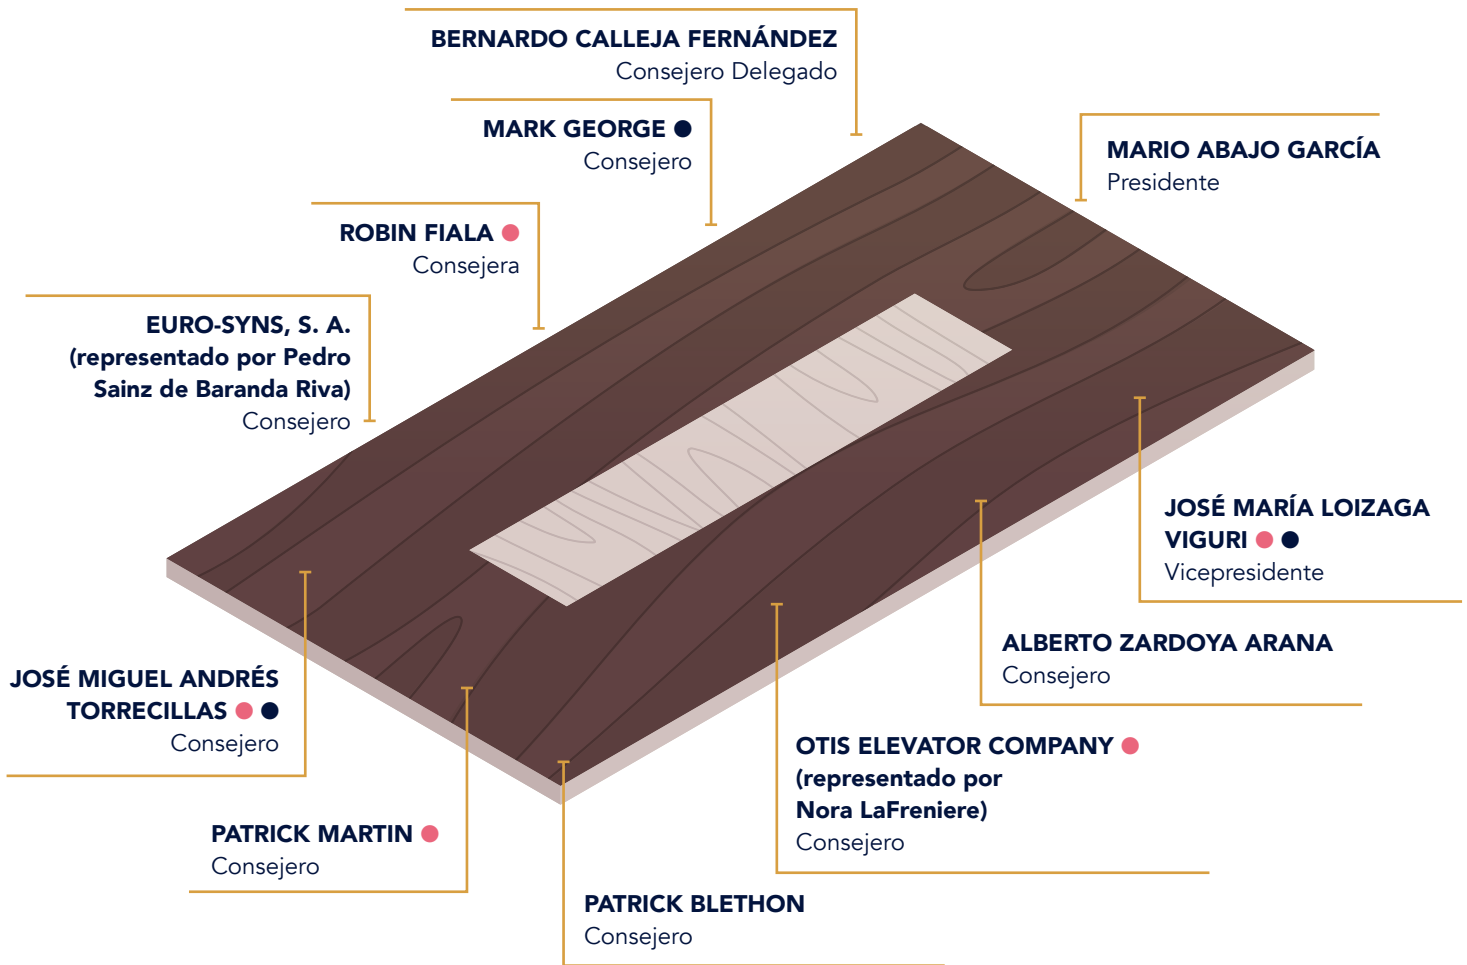 BERNARDO CALLEJA FERNÁNDEZ
Consejero Delegado
MARK GEORGE
Consejero
MARIO ABAJO GARCÍA
Presidente
ROBIN FIALA
Consejera
EURO-SYNS, S. A.
(representado por Pedro
Sainz de Baranda Riva)
Consejero
JOSÉ MARÍA LOIZAGA
VIGURI
Vicepresidente
ALBERTO ZARDOYA ARANA
Consejero
JOSÉ MIGUEL ANDRÉS
TORRECILLAS
Consejero
OTIS ELEVATOR COMPANY
(representado por
Nora LaFreniere)
Consejero
PATRICK MARTIN
Consejero
PATRICK BLETHON
Consejero